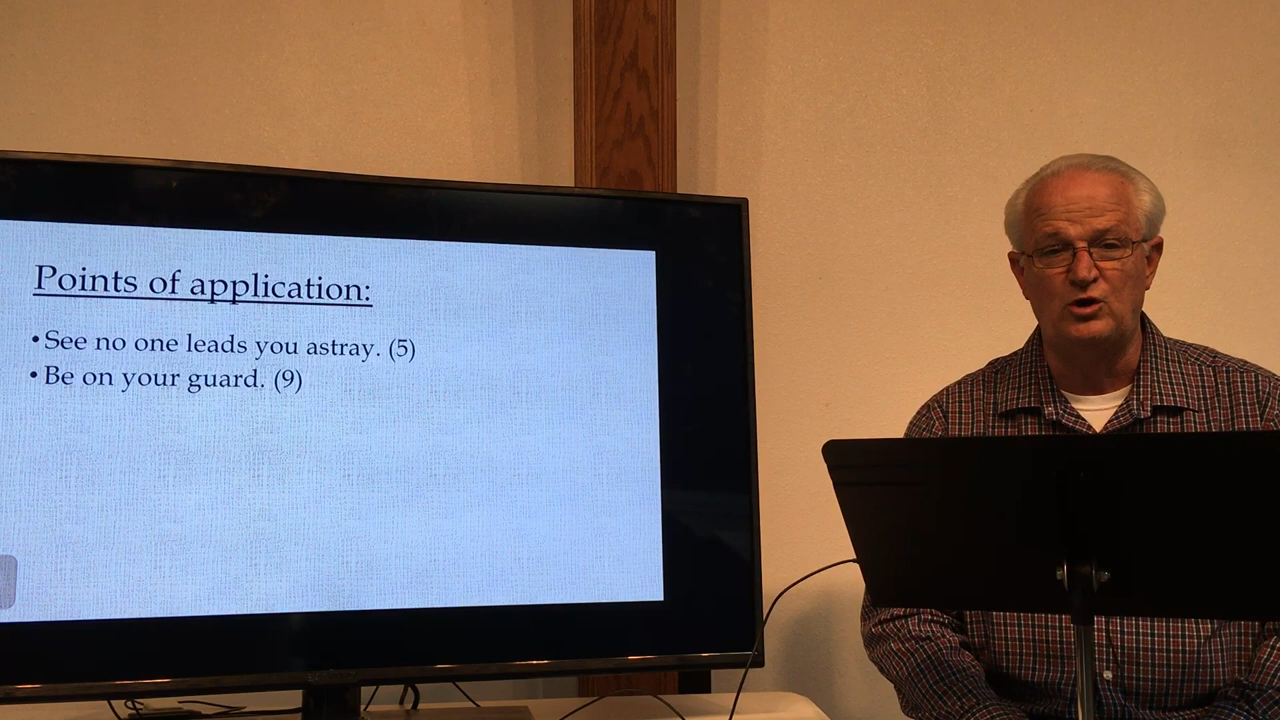 Points of application:
•See no one leads you astray. (5)
•Be on your guard. (9)